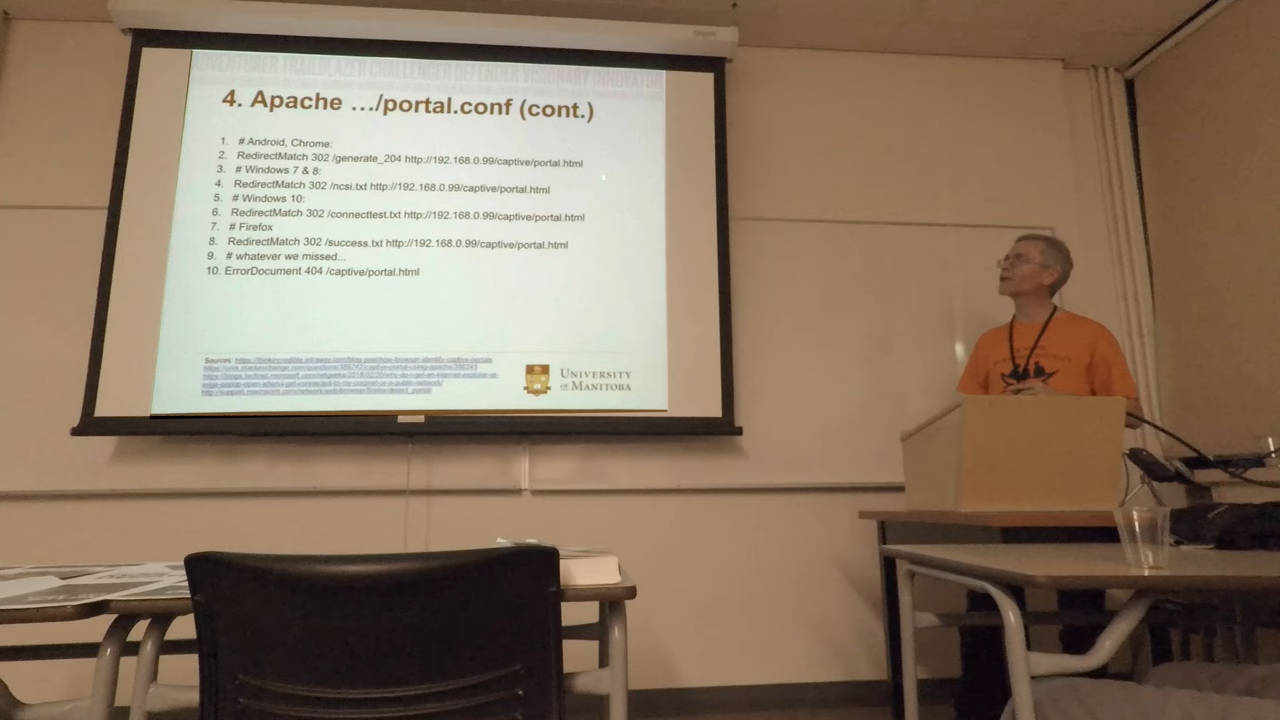 ADVENTURER TRAILBLAZER CHALLENGER DEFENDER VISIONARY INNOVATOR
4. Apache …/portal.conf (cont.)
1. # Android, Chrome:
2. RedirectMatch 302 /generate_204 http://192.168.0.99/captive/portal.html
3. # Windows 7 & 8:
4. RedirectMatch 302 /ncsi.txt http://192.168.0.99/captive/portal.html
5. # Windows 10:
6. RedirectMatch 302 /connecttest.txt http://192.168.0.99/captive/portal.html
7. # Firefox
8. RedirectMatch 302 /success.txt http://192.168.0.99/captive/portal.html
9. # whatever we missed...
10. ErrorDocument 404 /captive/portal.html
Sources:
UNIVERSITY
OF MANITOBA